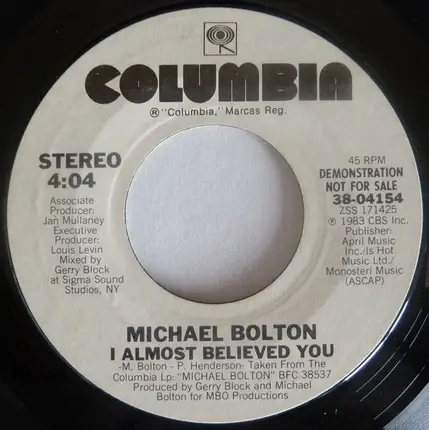 COLUMBIA
® "Columbia," Marcas Reg.
STEREO
4:04
Associate
Producer:
Jan Mullaney
Executive
Producer:
Louis Levin
Mixed by
Gerry Block
at Sigma Sound
Studios, NY
45 RPM
DEMONSTRATION
NOT FOR SALE
38-04154
ZSS 171425
℗ 1983 CBS Inc.
Publisher:
April Music
Inc./Is Hot
Music Ltd./
Monosteri Music
(ASCAP)
MICHAEL BOLTON
I ALMOST BELIEVED YOU
-M. Bolton - P. Henderson- Taken From The
Columbia Lp: "MICHAEL BOLTON" BFC 38537
Produced by Gerry Block and Michael
Bolton for MBO Productions